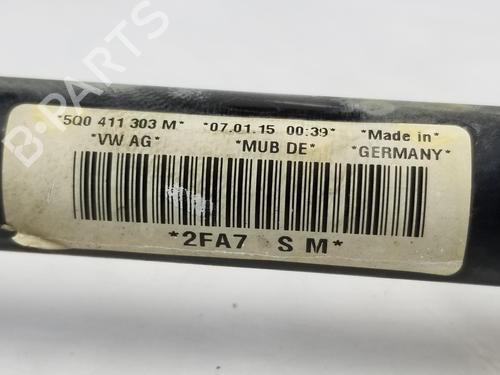 *5Q0 411 303 M* *07.01.15 00:39* *Made in*
*VW AG* *MUB DE* *GERMANY*
*2FA7 S M*
B-PARTS